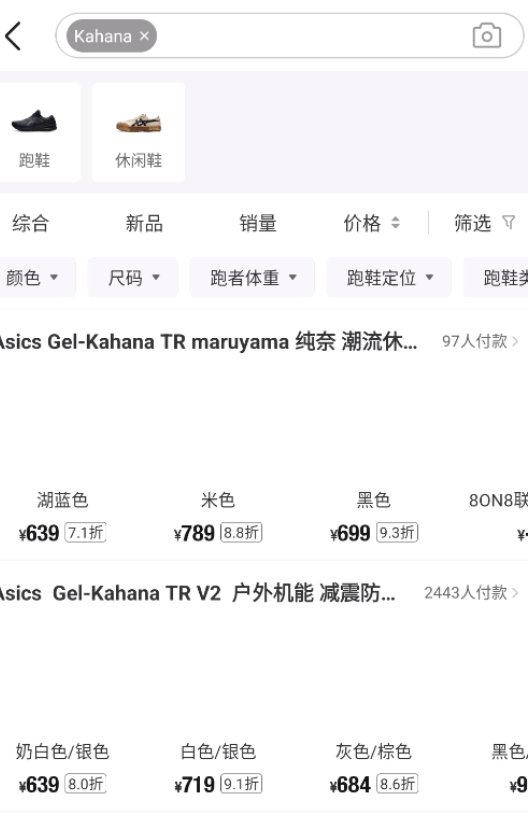 Kahana ×
跑鞋 休闲鞋
综合 新品 销量 价格 筛选
颜色 尺码 跑者体重 跑鞋定位 跑鞋
Asics Gel-Kahana TR maruyama 纯奈 潮流休... 97人付款
湖蓝色 米色 黑色 8ON8联
¥639 7.1折 ¥789 8.8折 ¥699 9.3折 ¥
Asics Gel-Kahana TR V2 户外机能 减震防... 2443人付款
奶白色/银色 白色/银色 灰色/棕色 黑色/
¥639 8.0折 ¥719 9.1折 ¥684 8.6折 ¥9